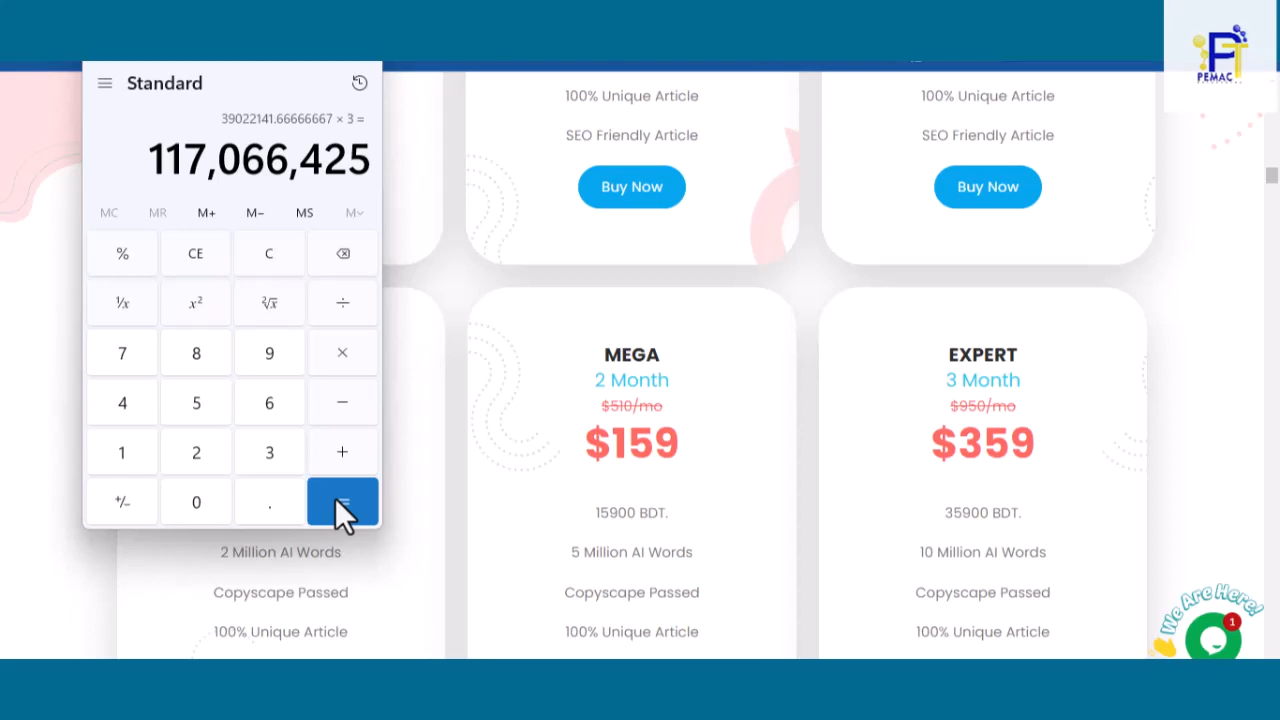 PEMAC
Standard
39022141.66666667 × 3 =
117,066,425
MC MR M+ M− MS M˅
% CE C
¹/x x² ²√x ÷
7 8 9 ×
4 5 6 −
1 2 3 +
+/− 0 . =
100% Unique Article
SEO Friendly Article
Buy Now
100% Unique Article
SEO Friendly Article
Buy Now
2 Million AI Words
Copyscape Passed
100% Unique Article
MEGA
2 Month
$510/mo
$159
15900 BDT.
5 Million AI Words
Copyscape Passed
100% Unique Article
EXPERT
3 Month
$950/mo
$359
35900 BDT.
10 Million AI Words
Copyscape Passed
100% Unique Article
We Are Here!
1